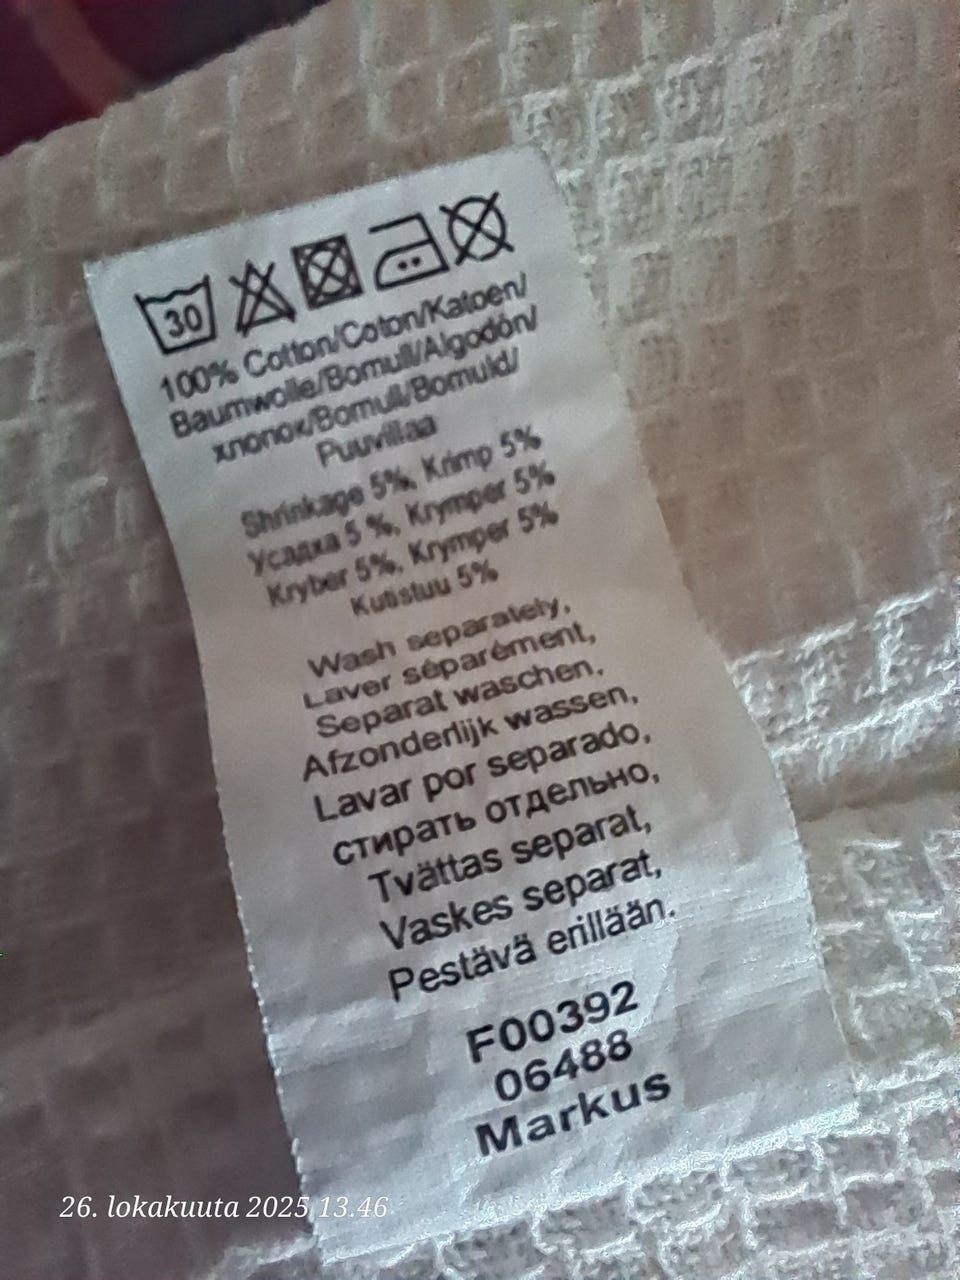 30
100% Cotton/Coton/Katoen/
Baumwolle/Bomull/Algodón/
хлопок/Bomull/Bomuld/
Puuvillaa
Shrinkage 5%, Krimp 5%
Усадка 5 %, Krymper 5%
Kryber 5%, Krymper 5%
Kutistuu 5%
Wash separately,
Laver séparément,
Separat waschen,
Afzonderlijk wassen,
Lavar por separado,
стирать отдельно,
Tvättas separat,
Vaskes separat,
Pestävä erillään.
F00392
06488
Markus
26. lokakuuta 2025 13.46